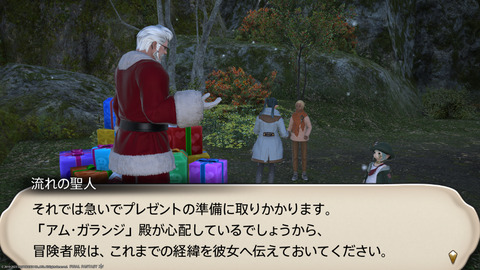 流れの聖人
それでは急いでプレゼントの準備に取りかかります。
「アム・ガランジ」殿が心配しているでしょうから、
冒険者殿は、これまでの経緯を彼女へ伝えておいてください。